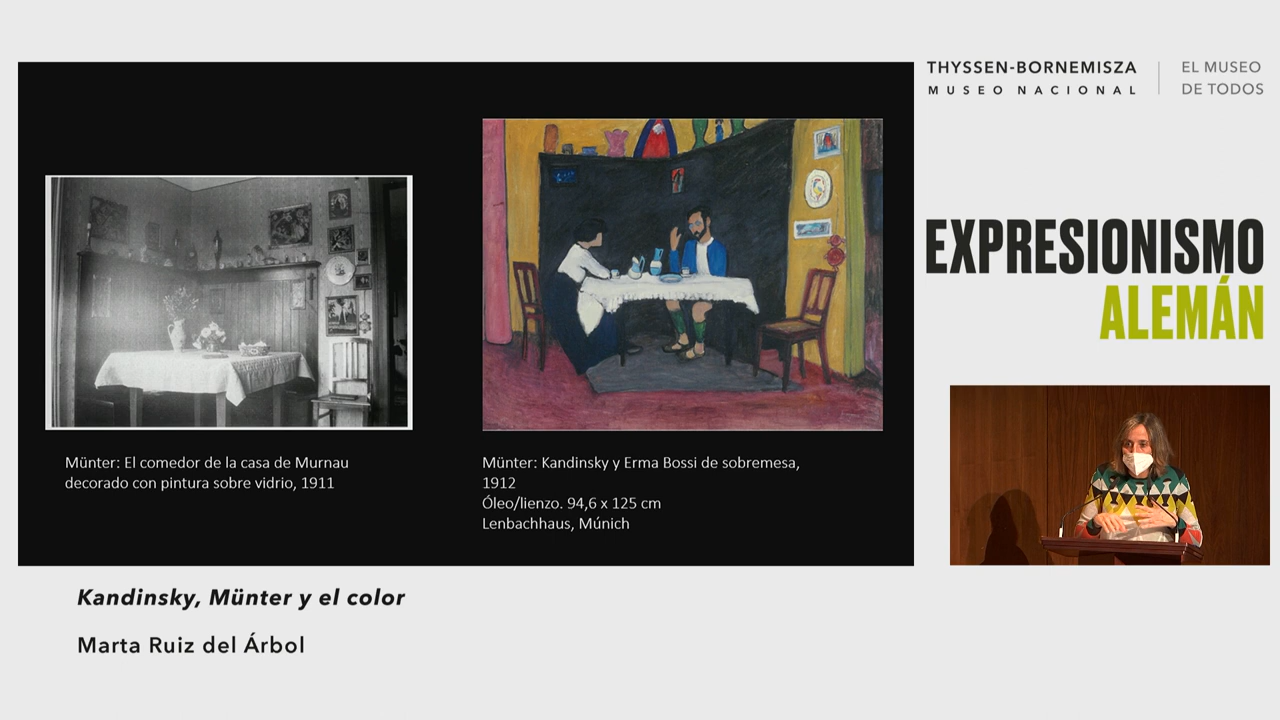 THYSSEN-BORNEMISZA
MUSEO NACIONAL
EL MUSEO
DE TODOS
EXPRESIONISMO
ALEMÁN
Münter: El comedor de la casa de Murnau
decorado con pintura sobre vidrio, 1911
Münter: Kandinsky y Erma Bossi de sobremesa,
1912
Óleo/lienzo. 94,6 x 125 cm
Lenbachhaus, Múnich
Kandinsky, Münter y el color
Marta Ruiz del Árbol